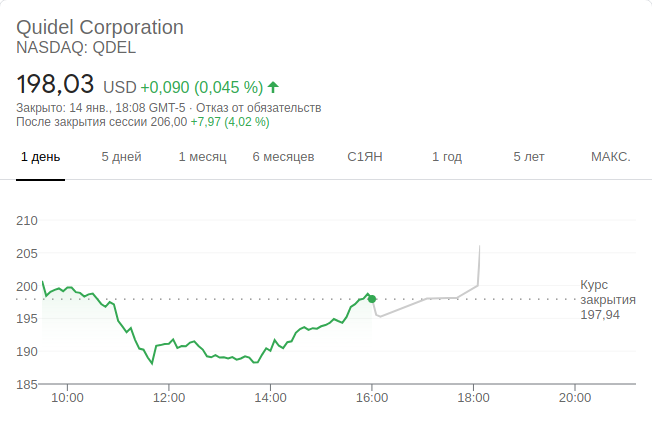 Quidel Corporation
NASDAQ: QDEL
198,03 USD +0,090 (0,045 %)
Закрыто: 14 янв., 18:08 GMT-5 · Отказ от обязательств
После закрытия сессии 206,00 +7,97 (4,02 %)
1 день 5 дней 1 месяц 6 месяцев С1ЯН 1 год 5 лет МАКС.
210
205
200
195
190
185
Курс
закрытия
197,94
10:00 12:00 14:00 16:00 18:00 20:00